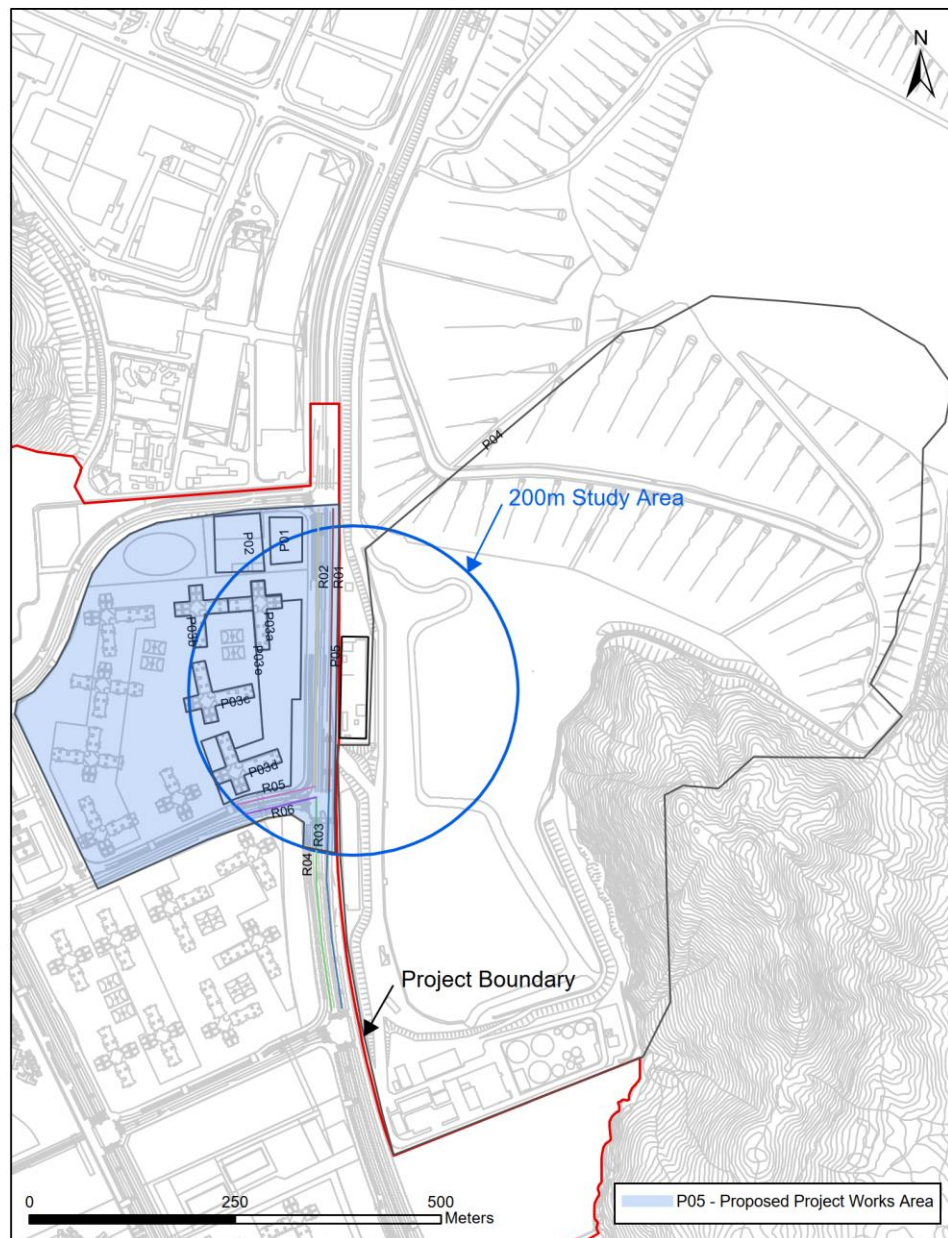 N
P04
200m Study Area
P02
P01
R02
R01
P03b
P03a
P03e
P05
P03c
P03d
R05
R06
R03
R04
Project Boundary
0
250
500
Meters
P05 - Proposed Project Works Area